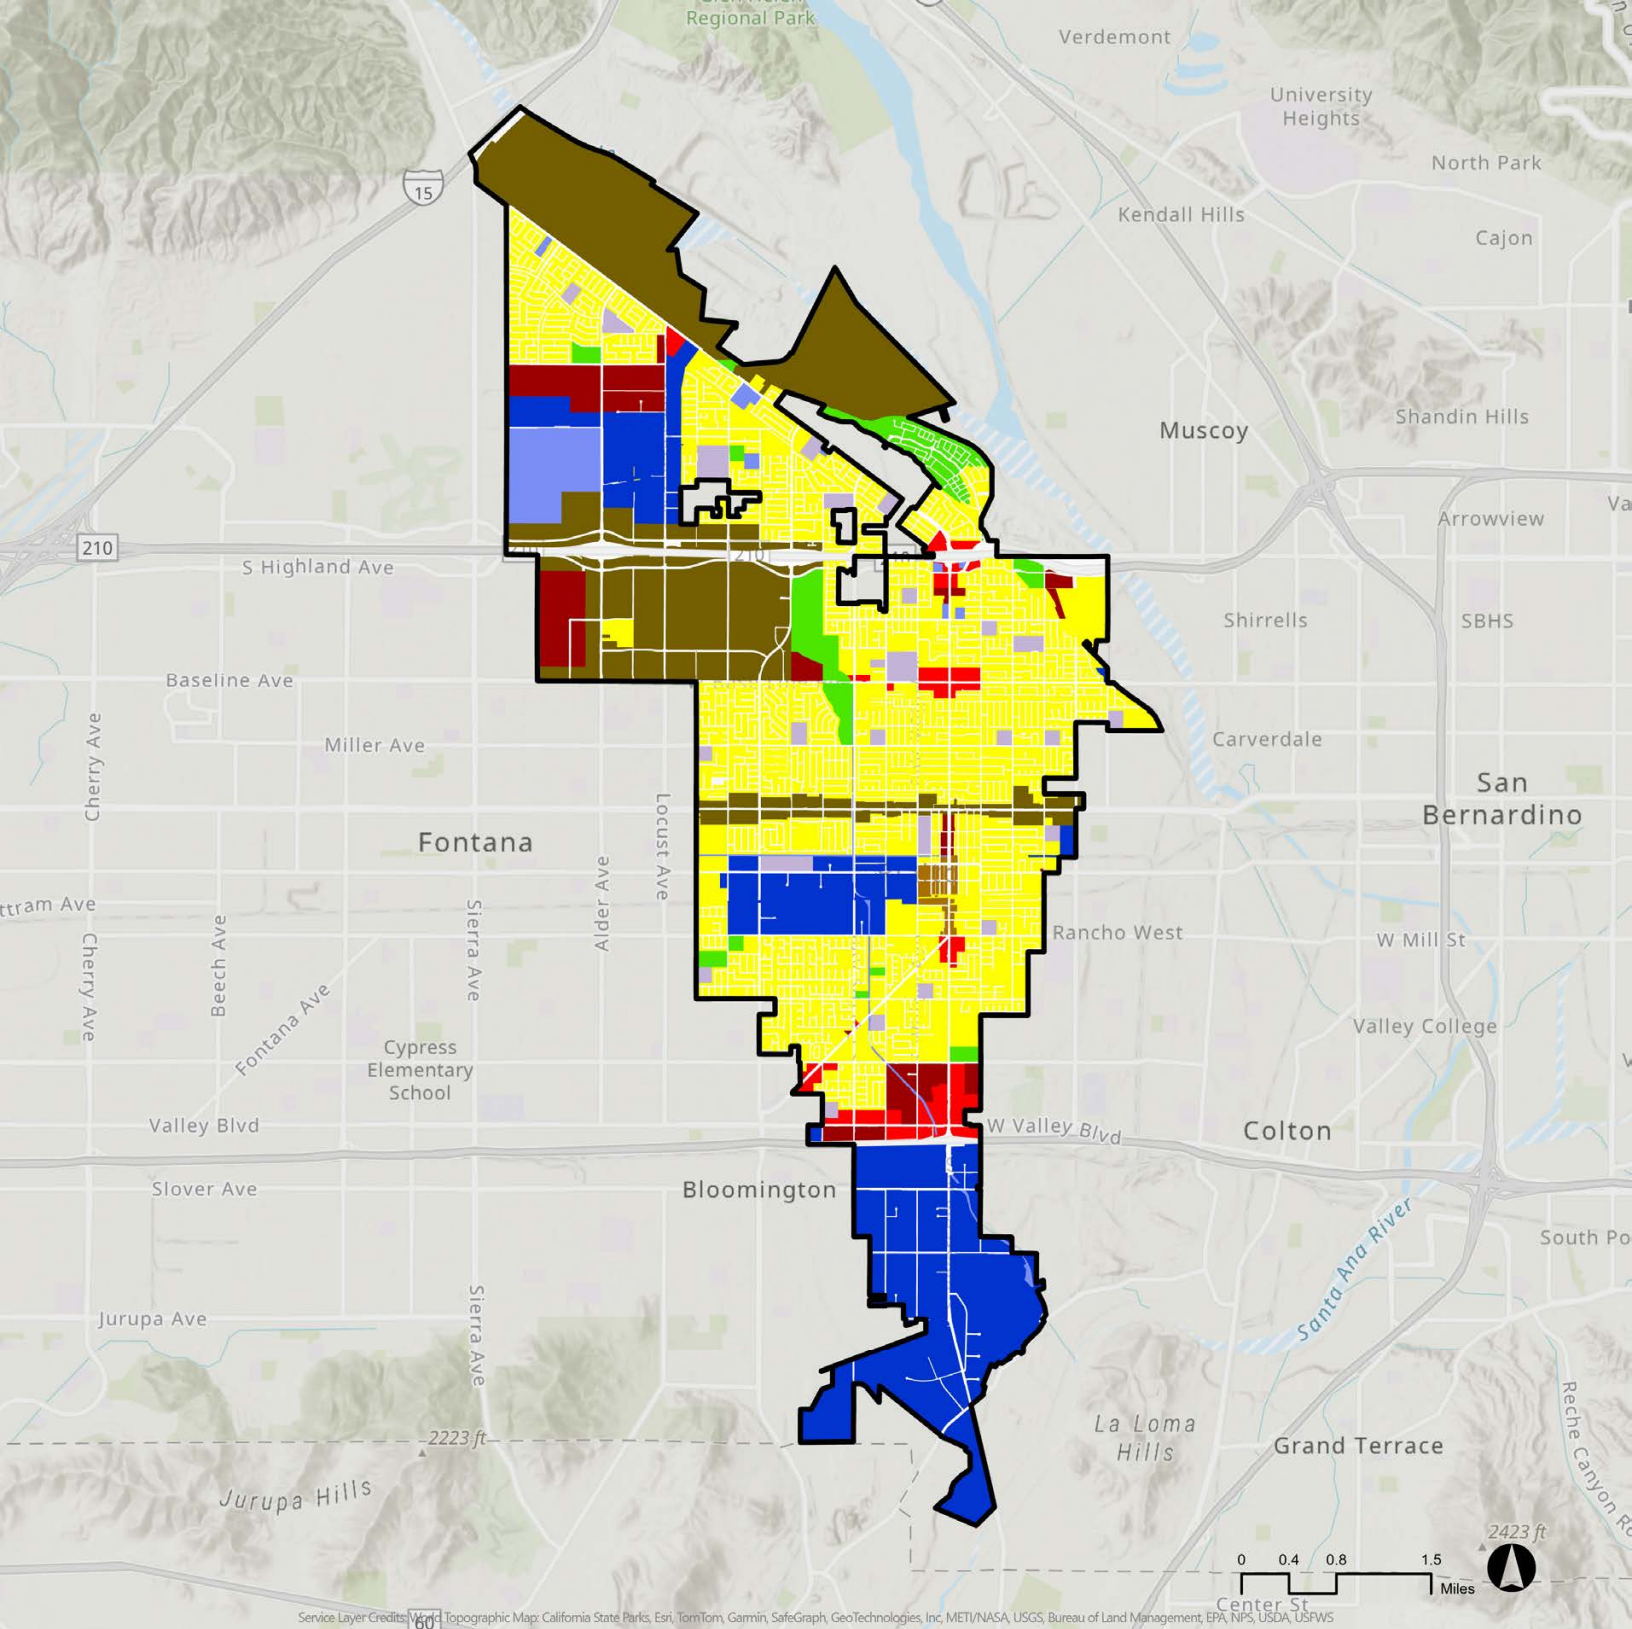 Regional Park
Verdemont
University
Heights
North Park
15
Kendall Hills
Cajon
Muscoy
Shandin Hills
Arrowview
210
S Highland Ave
210
Shirrells
SBHS
Baseline Ave
Cherry Ave
Miller Ave
Carverdale
San
Bernardino
Locust Ave
Fontana
Alder Ave
ttram Ave
Beech Ave
Sierra Ave
Cherry Ave
Rancho West
W Mill St
Fontana Ave
Valley College
Cypress
Elementary
School
Valley Blvd
W Valley Blvd
Colton
Slover Ave
Bloomington
Santa Ana River
South Po
Jurupa Ave
Sierra Ave
Reche Canyon Rd
La Loma
Hills
2223 ft
Grand Terrace
Jurupa Hills
2423 ft
0 0.4 0.8 1.5
Miles
Center St
Service Layer Credits: World Topographic Map: California State Parks, Esri, TomTom, Garmin, SafeGraph, GeoTechnologies, Inc, METI/NASA, USGS, Bureau of Land Management, EPA, NPS, USDA, USFWS
60